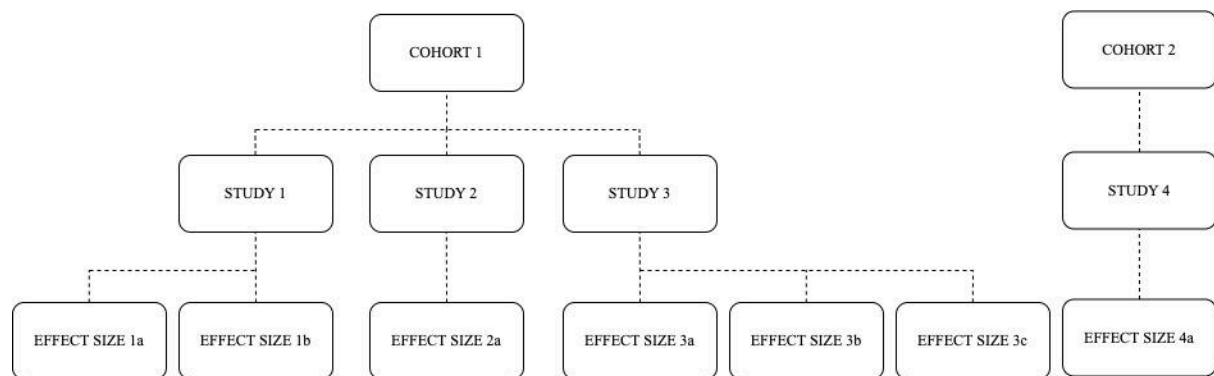 COHORT 1
COHORT 2
STUDY 1
STUDY 2
STUDY 3
STUDY 4
EFFECT SIZE 1a
EFFECT SIZE 1b
EFFECT SIZE 2a
EFFECT SIZE 3a
EFFECT SIZE 3b
EFFECT SIZE 3c
EFFECT SIZE 4a